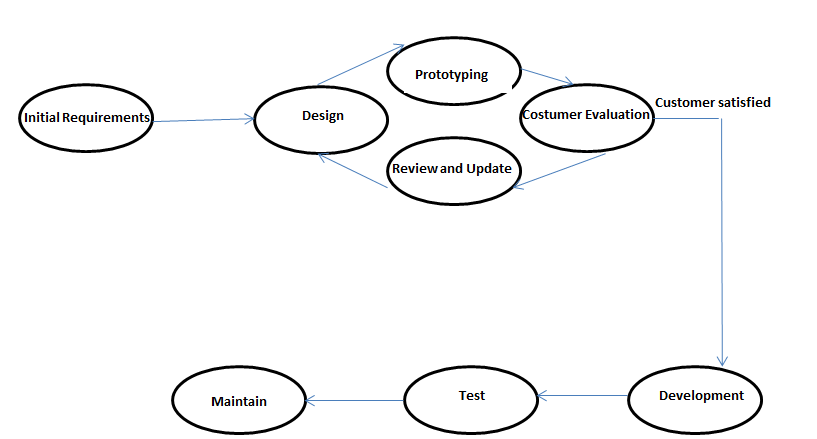 Prototyping
Initial Requirements
Design
Costumer Evaluation
Customer satisfied
Review and Update
Maintain
Test
Development